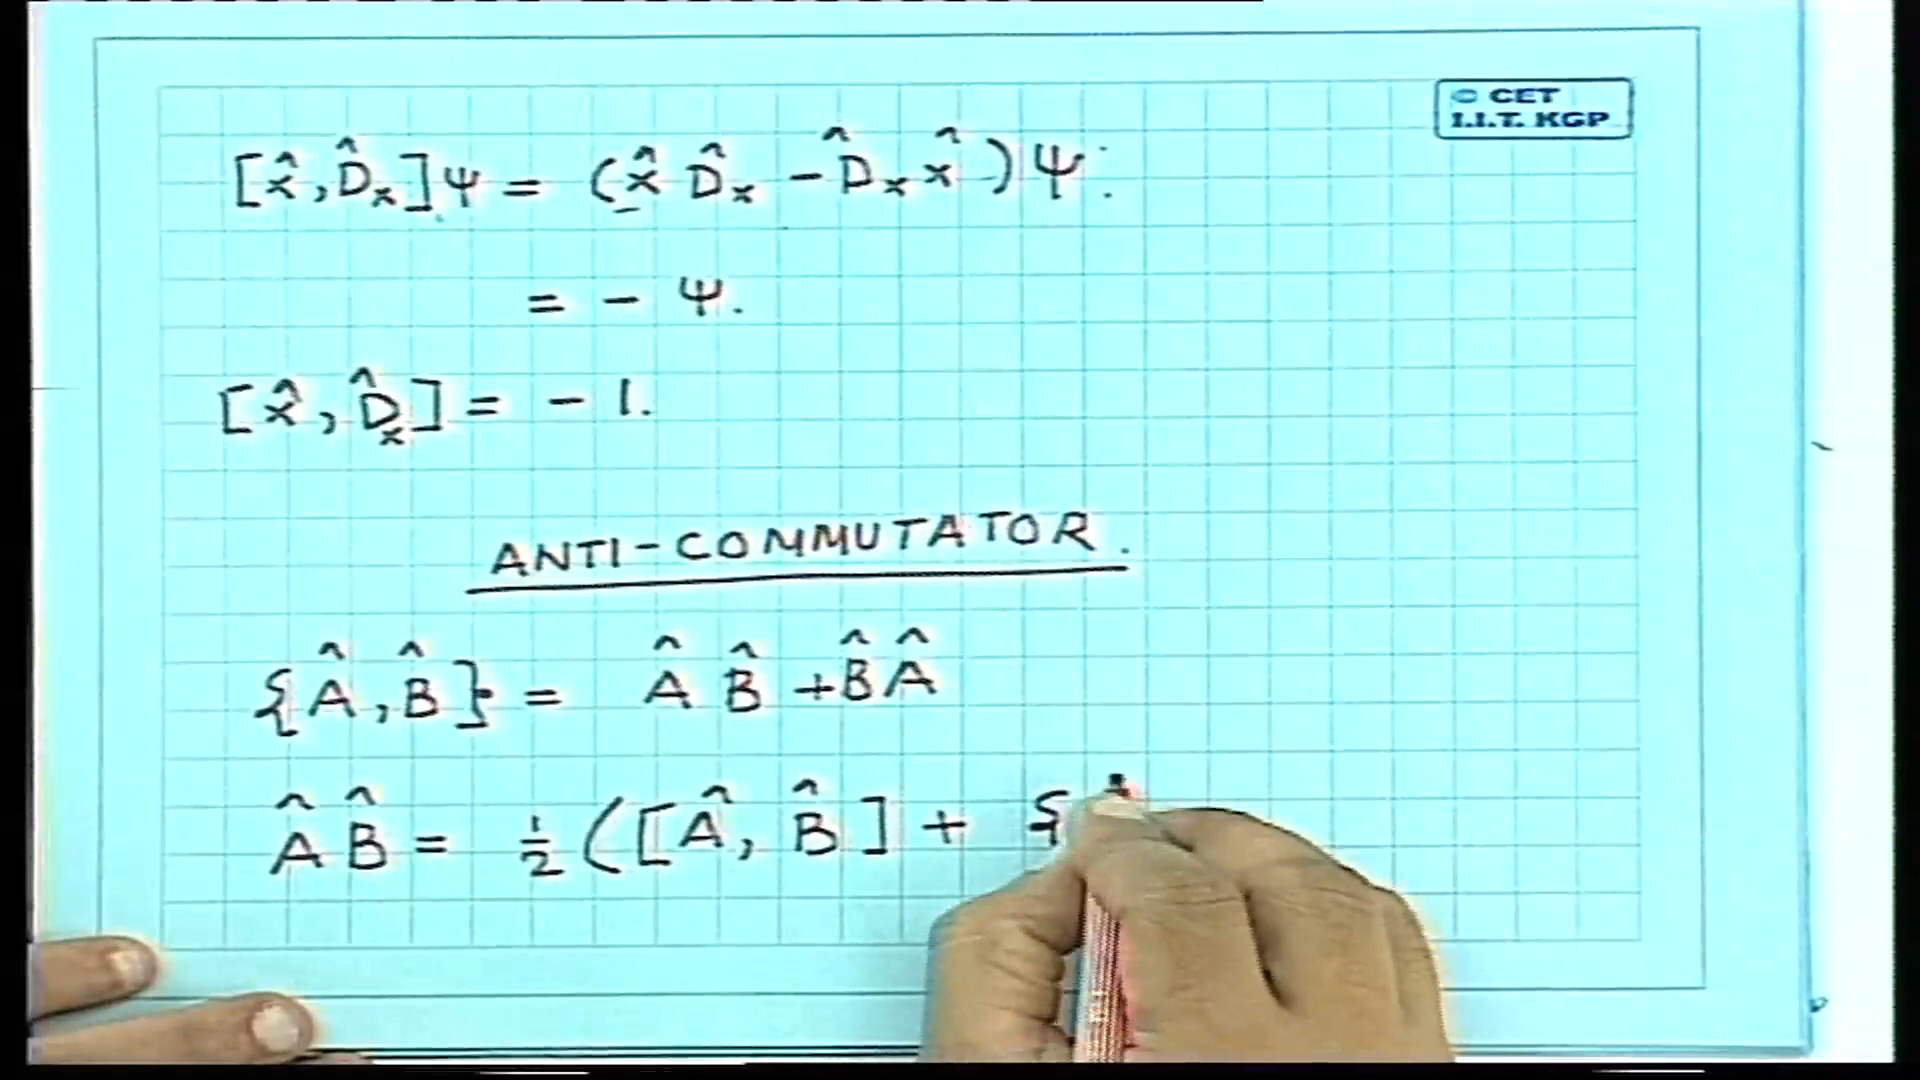 © CET
I.I.T. KGP
[x̂, D̂ₓ]ψ = (x̂ D̂ₓ - D̂ₓ x̂)ψ.
= - ψ.
[x̂, D̂ₓ] = - 1.
ANTI-COMMUTATOR.
{Â, B̂} = Â B̂ + B̂ Â
Â B̂ = ½ ([Â, B̂] + {